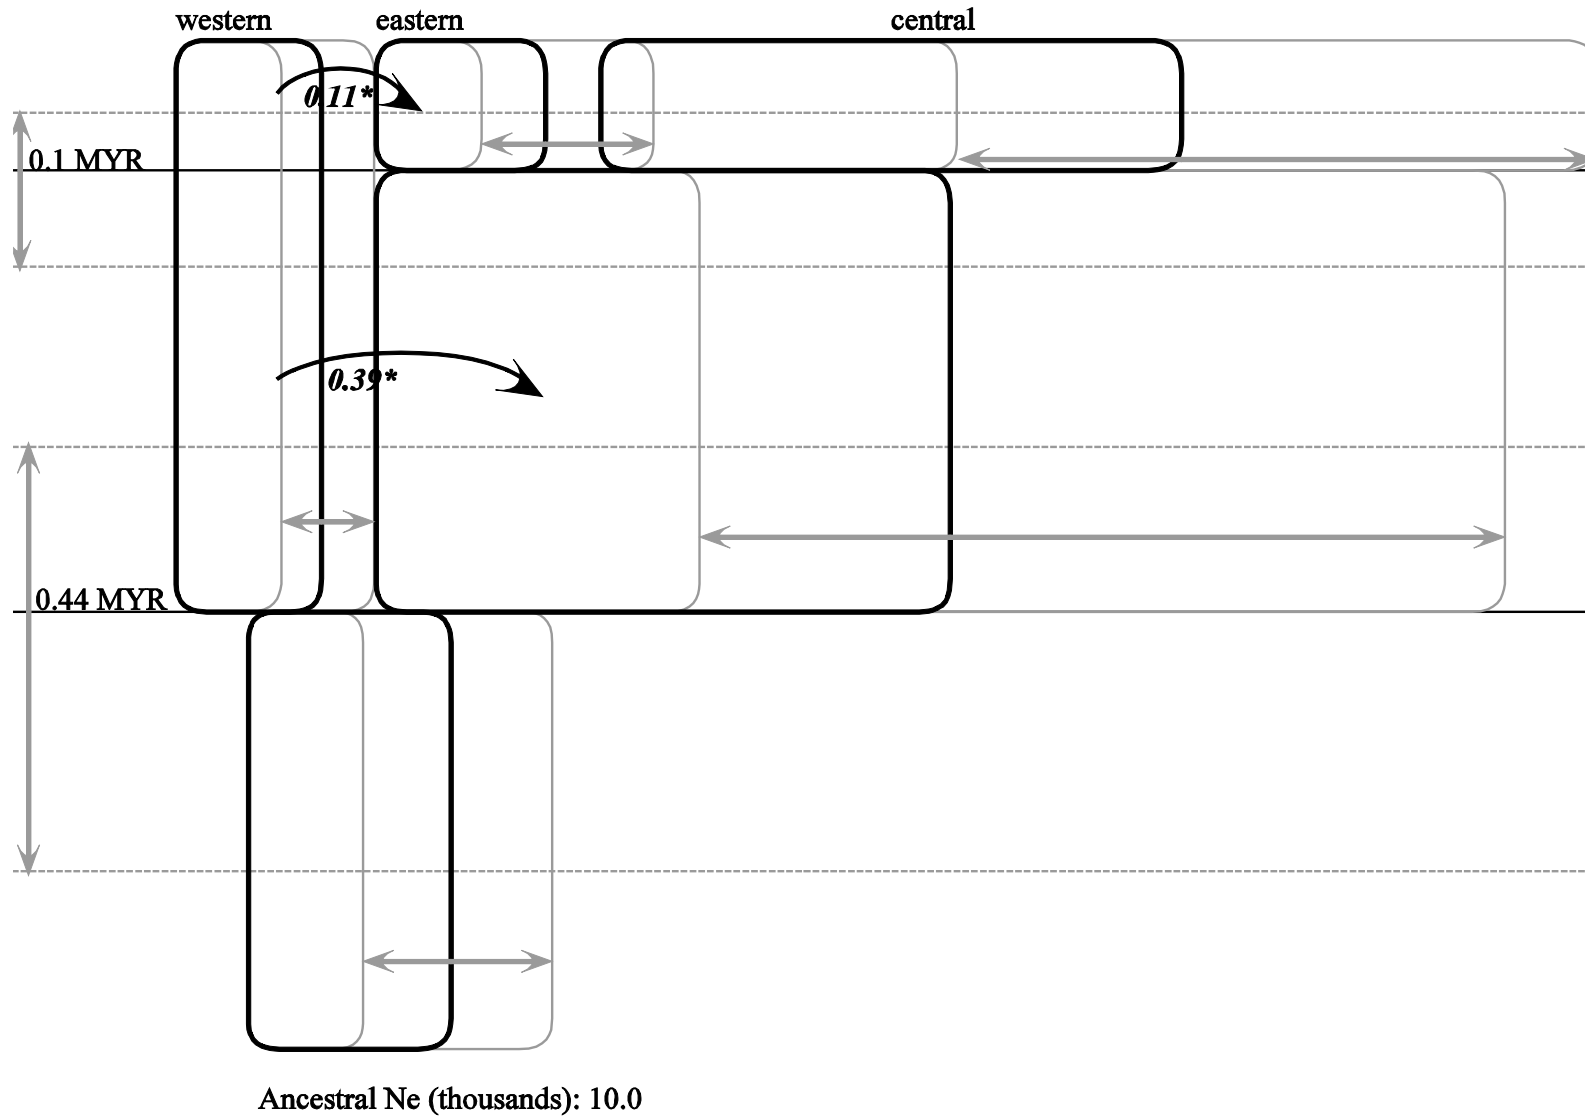 western eastern central
0.11*
0.1 MYR
0.39*
0.44 MYR
Ancestral Ne (thousands): 10.0